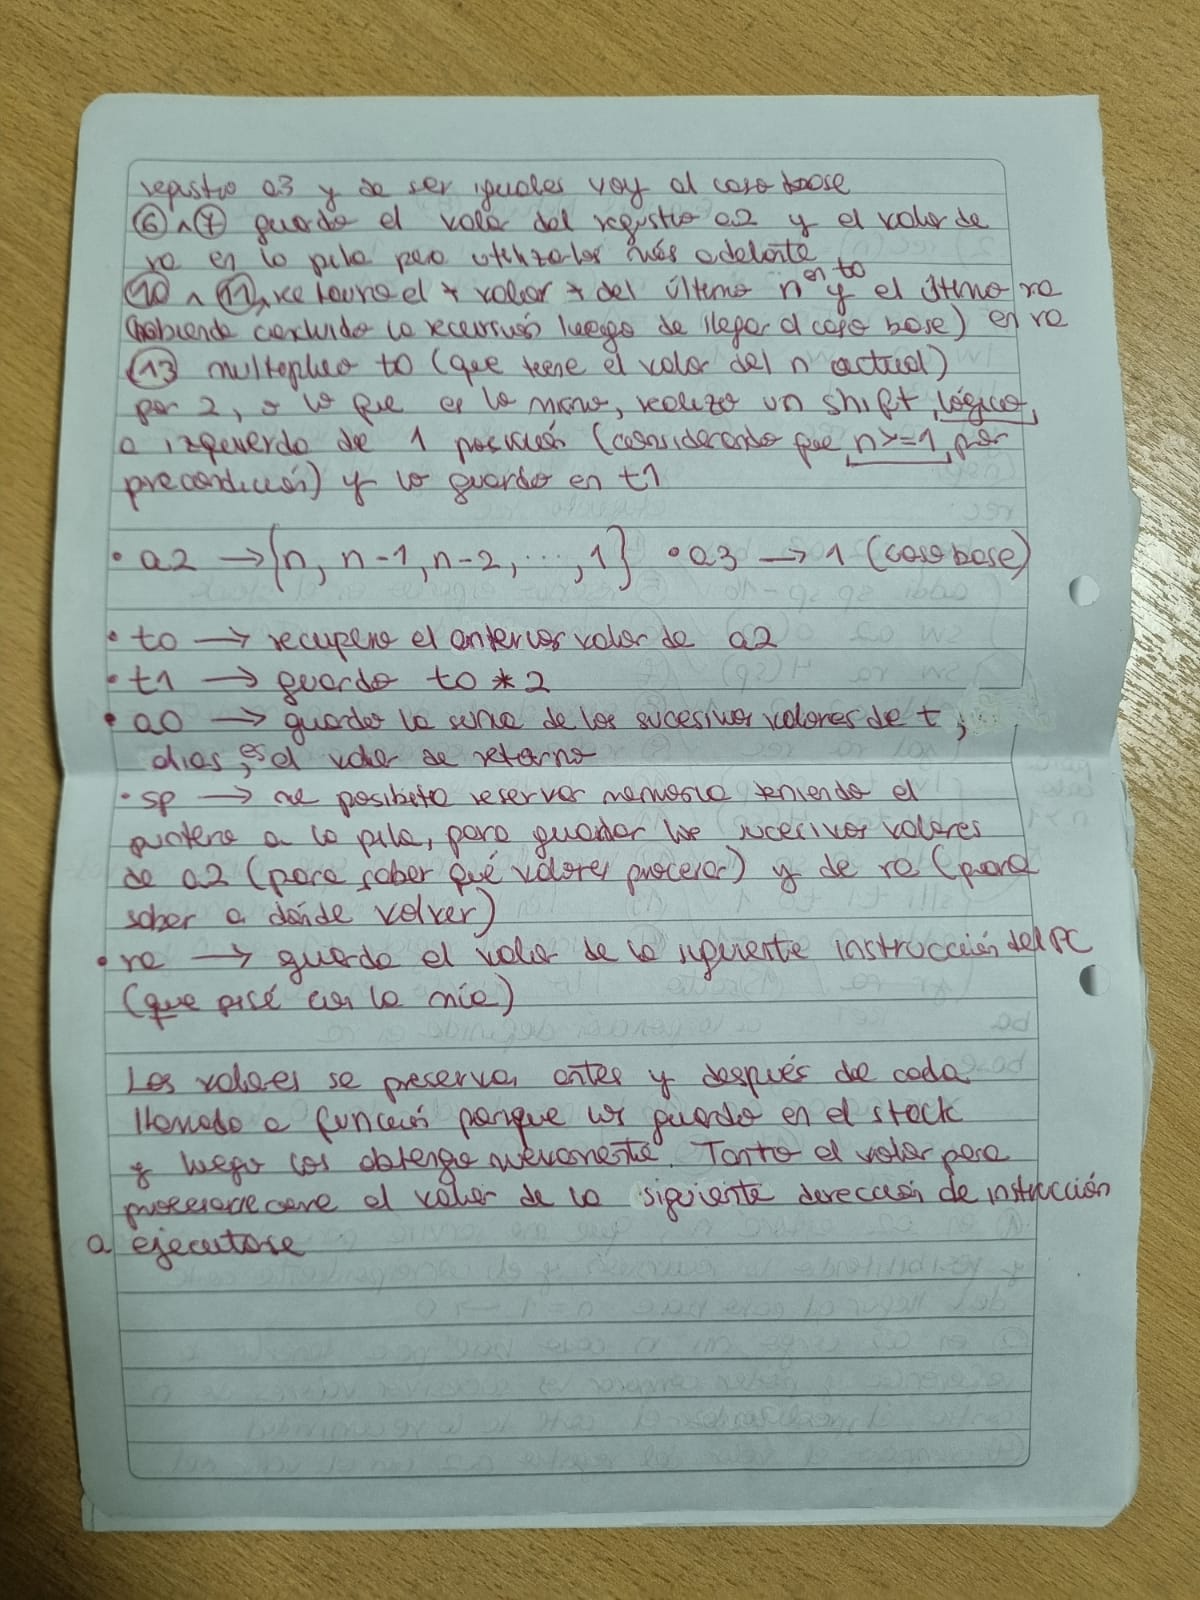 registro a3 y de ser iguales voy al caso base
⑥ ∧ ⑦ guardo el valor del registro a2 y el valor de
ra en la pila para utilizarlos más adelante
⑩ ∧ ⑪ retorno el * valor * del último n en t0 y el último ra
(habiendo concluido la recursión luego de llegar al caso base) en ra
⑬ multiplico t0 (que tiene el valor del n actual)
por 2, o lo que es lo mismo, realizo un shift lógico
a izquierda de 1 posición (considerando que n>=1 por
precondición) y lo guardo en t1
• a2 → {n, n-1, n-2, ..., 1} • a3 → 1 (caso base)
• t0 → recupero el anterior valor de a2
• t1 → guardo t0 * 2
• a0 → guarda la suma de los sucesivos valores de t,
es el valor de retorno
• sp → me posibilita reservar memoria teniendo el
puntero a la pila, para guardar los sucesivos valores
de a2 (para saber qué valores procesar) y de ra (para
saber a dónde volver)
• ra → guarda el valor de la siguiente instrucción del PC
(que pisé con la mía)
Los valores se preservan antes y después de cada
llamado a función porque los guardo en el stack
y luego los obtengo nuevamente. Tanto el valor para
el valor de la siguiente dirección de instrucción
a ejecutarse